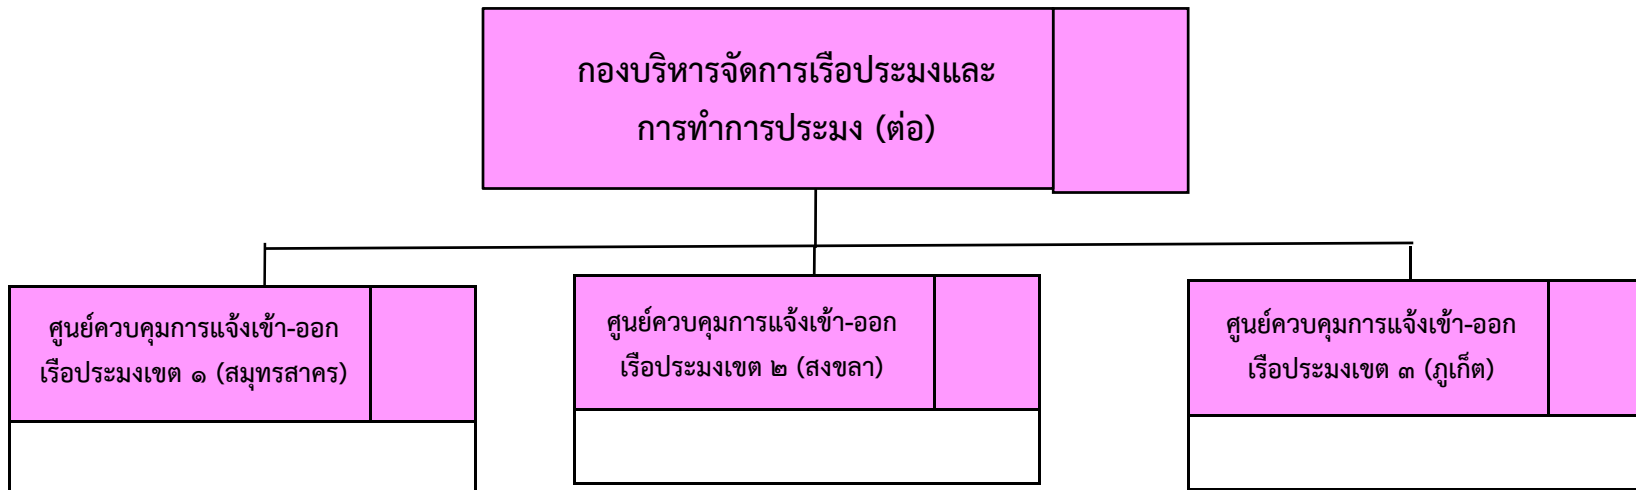 กองบริหารจัดการเรือประมงและ
การทำการประมง (ต่อ)
ศูนย์ควบคุมการแจ้งเข้า-ออก
เรือประมงเขต ๑ (สมุทรสาคร)
ศูนย์ควบคุมการแจ้งเข้า-ออก
เรือประมงเขต ๒ (สงขลา)
ศูนย์ควบคุมการแจ้งเข้า-ออก
เรือประมงเขต ๓ (ภูเก็ต)